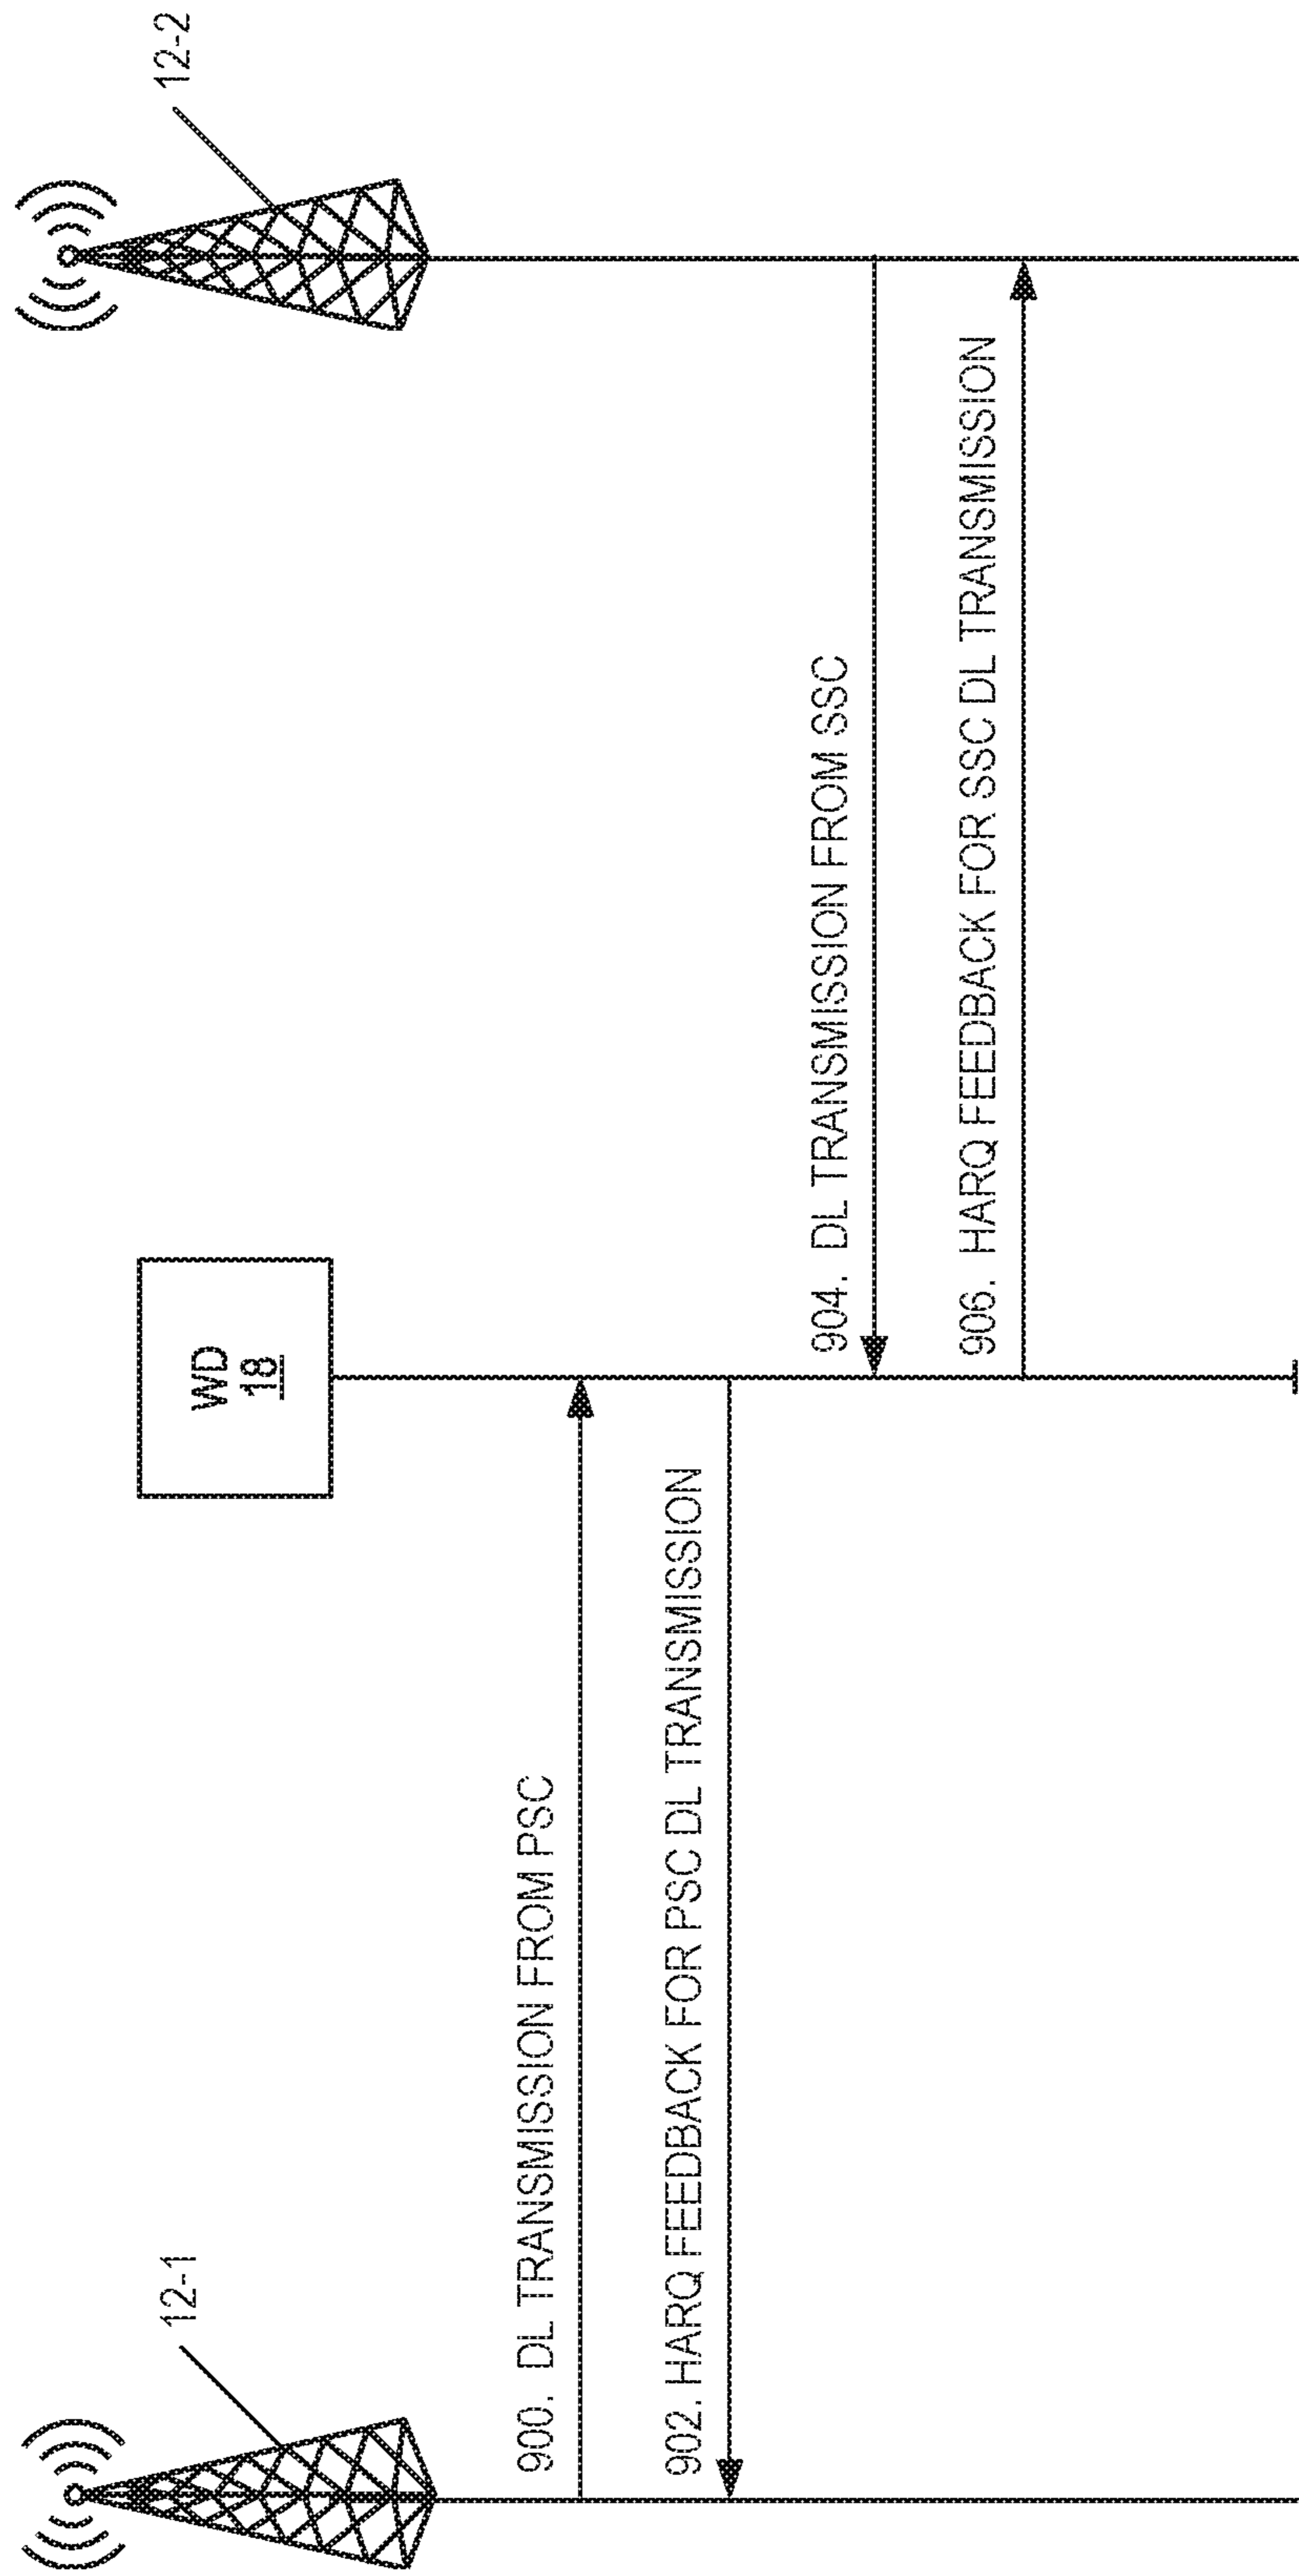 12-1
WD
18
12-2
900. DL TRANSMISSION FROM PSC
902. HARQ FEEDBACK FOR PSC DL TRANSMISSION
904. DL TRANSMISSION FROM SSC
906. HARQ FEEDBACK FOR SSC DL TRANSMISSION